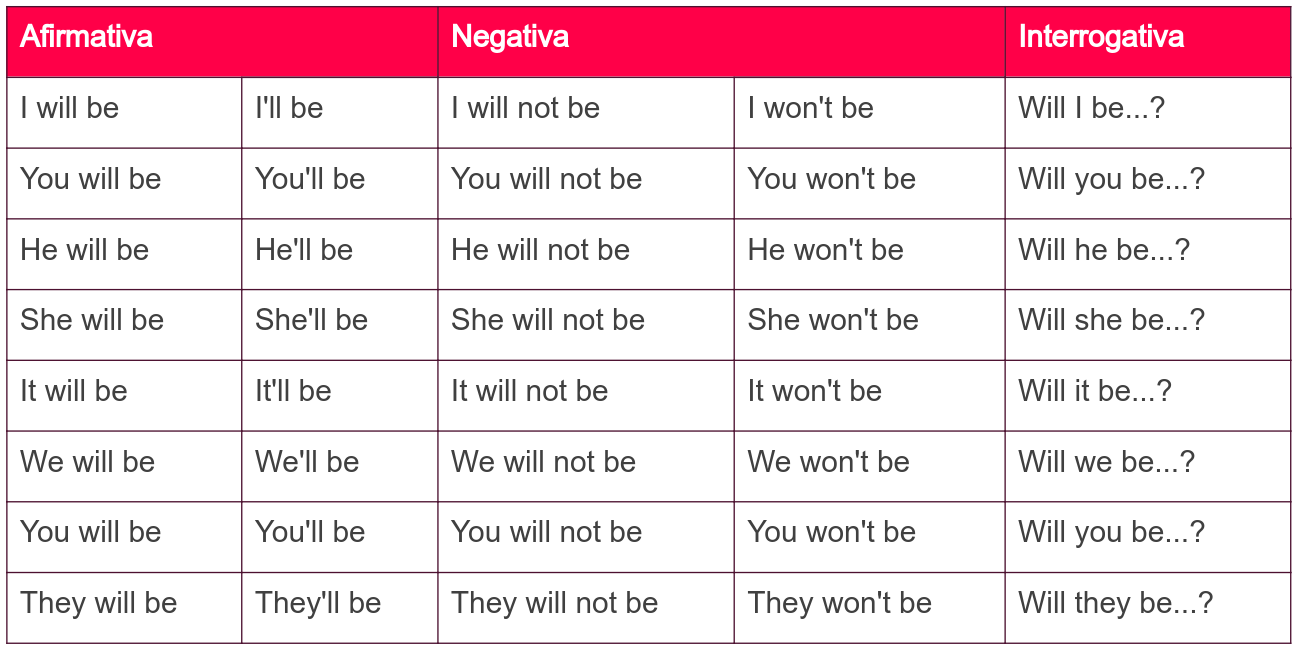 Afirmativa Negativa Interrogativa
I will be I'll be I will not be I won't be Will I be...?
You will be You'll be You will not be You won't be Will you be...?
He will be He'll be He will not be He won't be Will he be...?
She will be She'll be She will not be She won't be Will she be...?
It will be It'll be It will not be It won't be Will it be...?
We will be We'll be We will not be We won't be Will we be...?
You will be You'll be You will not be You won't be Will you be...?
They will be They'll be They will not be They won't be Will they be...?